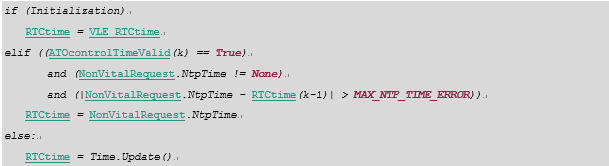 if (Initialization)
RTCtime = VLE_RTCtime
elif ((ATOcontrolTimeValid(k) == True)
and (NonVitalRequest.NtpTime != None)
and (|NonVitalRequest.NtpTime - RTCtime(k-1)| > MAX_NTP_TIME_ERROR))
RTCtime = NonVitalRequest.NtpTime
else:
RTCtime = Time.Update()